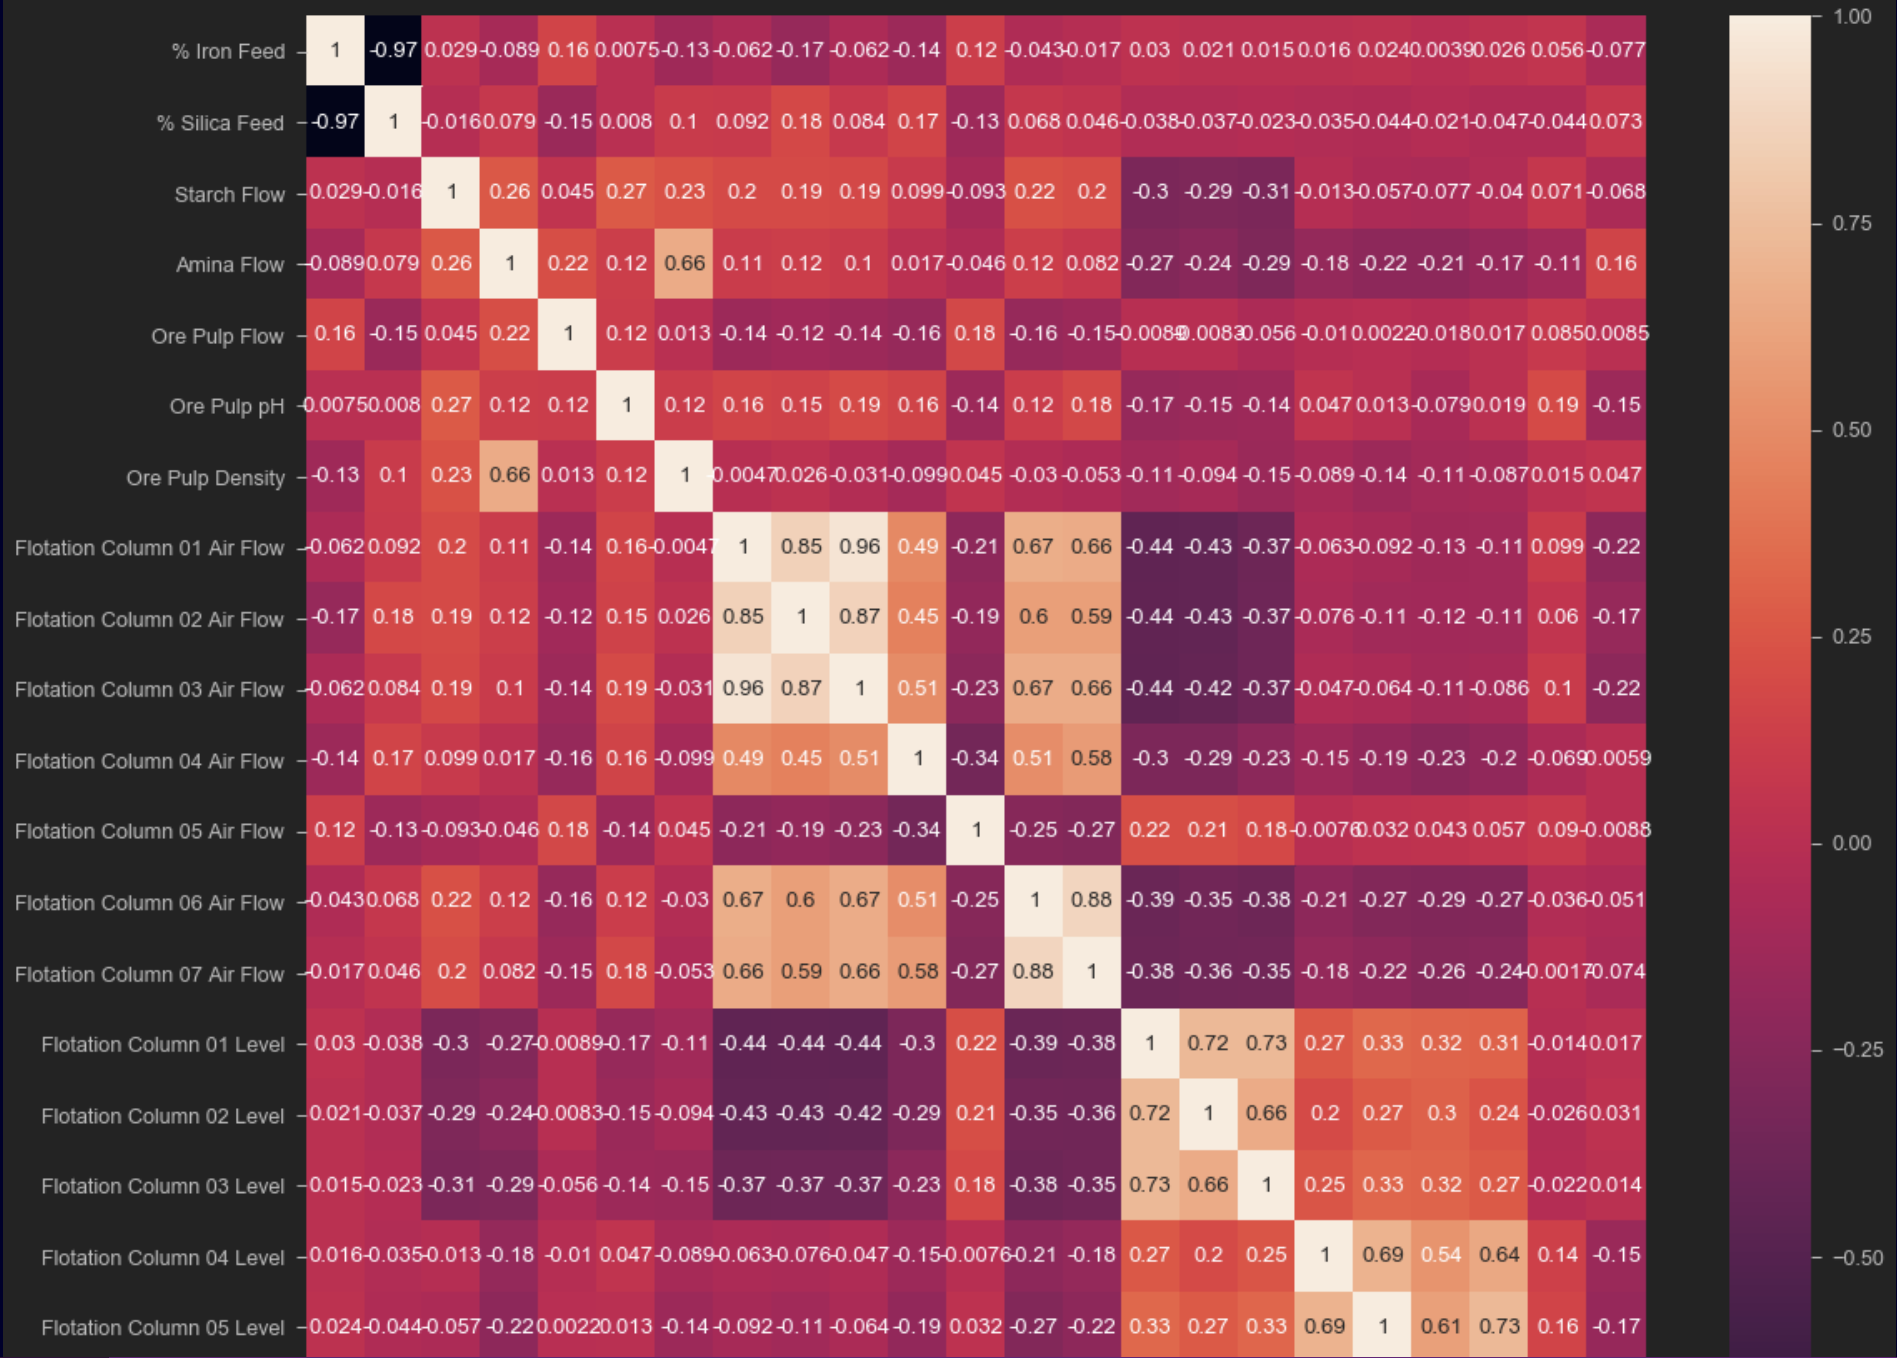 % Iron Feed 1 -0.97 0.029 -0.089 0.16 0.0075 -0.13 -0.062 -0.17 -0.062 -0.14 0.12 -0.043 -0.017 0.03 0.021 0.015 0.016 0.024 0.0039 0.026 0.056 -0.077 1.00
% Silica Feed -0.97 1 -0.016 0.079 -0.15 0.008 0.1 0.092 0.18 0.084 0.17 -0.13 0.068 0.046 -0.038 -0.037 -0.023 -0.035 -0.044 -0.021 -0.047 -0.044 0.073
Starch Flow 0.029 -0.016 1 0.26 0.045 0.27 0.23 0.2 0.19 0.19 0.099 -0.093 0.22 0.2 -0.3 -0.29 -0.31 -0.013 -0.057 -0.077 -0.04 0.071 -0.068 0.75
Amina Flow -0.089 0.079 0.26 1 0.22 0.12 0.66 0.11 0.12 0.1 0.017 -0.046 0.12 0.082 -0.27 -0.24 -0.29 -0.18 -0.22 -0.21 -0.17 -0.11 0.16
Ore Pulp Flow 0.16 -0.15 0.045 0.22 1 0.12 0.013 -0.14 -0.12 -0.14 -0.16 0.18 -0.16 -0.15 -0.0089 -0.0083 -0.056 -0.01 0.0022 -0.018 0.017 0.085 0.0085
Ore Pulp pH 0.0075 0.008 0.27 0.12 0.12 1 0.12 0.16 0.15 0.19 0.16 -0.14 0.12 0.18 -0.17 -0.15 -0.14 0.047 0.013 -0.079 0.019 0.19 -0.15 0.50
Ore Pulp Density -0.13 0.1 0.23 0.66 0.013 0.12 1 -0.0047 0.026 -0.031 -0.099 0.045 -0.03 -0.053 -0.11 -0.094 -0.15 -0.089 -0.14 -0.11 -0.087 0.015 0.047
Flotation Column 01 Air Flow -0.062 0.092 0.2 0.11 -0.14 0.16 -0.0047 1 0.85 0.96 0.49 -0.21 0.67 0.66 -0.44 -0.43 -0.37 -0.063 -0.092 -0.13 -0.11 0.099 -0.22
Flotation Column 02 Air Flow -0.17 0.18 0.19 0.12 -0.12 0.15 0.026 0.85 1 0.87 0.45 -0.19 0.6 0.59 -0.44 -0.43 -0.37 -0.076 -0.11 -0.12 -0.11 0.06 -0.17 0.25
Flotation Column 03 Air Flow -0.062 0.084 0.19 0.1 -0.14 0.19 -0.031 0.96 0.87 1 0.51 -0.23 0.67 0.66 -0.44 -0.42 -0.37 -0.047 -0.064 -0.11 -0.086 0.1 -0.22
Flotation Column 04 Air Flow -0.14 0.17 0.099 0.017 -0.16 0.16 -0.099 0.49 0.45 0.51 1 -0.34 0.51 0.58 -0.3 -0.29 -0.23 -0.15 -0.19 -0.23 -0.2 -0.069 0.0059
Flotation Column 05 Air Flow 0.12 -0.13 -0.093 -0.046 0.18 -0.14 0.045 -0.21 -0.19 -0.23 -0.34 1 -0.25 -0.27 0.22 0.21 0.18 -0.0076 0.032 0.043 0.057 0.09 -0.0088 0.00
Flotation Column 06 Air Flow -0.043 0.068 0.22 0.12 -0.16 0.12 -0.03 0.67 0.6 0.67 0.51 -0.25 1 0.88 -0.39 -0.35 -0.38 -0.21 -0.27 -0.29 -0.27 -0.036 -0.051
Flotation Column 07 Air Flow -0.017 0.046 0.2 0.082 -0.15 0.18 -0.053 0.66 0.59 0.66 0.58 -0.27 0.88 1 -0.38 -0.36 -0.35 -0.18 -0.22 -0.26 -0.24 -0.0017 -0.074
Flotation Column 01 Level 0.03 -0.038 -0.3 -0.27 -0.0089 -0.17 -0.11 -0.44 -0.44 -0.44 -0.3 0.22 -0.39 -0.38 1 0.72 0.73 0.27 0.33 0.32 0.31 -0.014 0.017 −0.25
Flotation Column 02 Level 0.021 -0.037 -0.29 -0.24 -0.0083 -0.15 -0.094 -0.43 -0.43 -0.42 -0.29 0.21 -0.35 -0.36 0.72 1 0.66 0.2 0.27 0.3 0.24 -0.026 0.031
Flotation Column 03 Level 0.015 -0.023 -0.31 -0.29 -0.056 -0.14 -0.15 -0.37 -0.37 -0.37 -0.23 0.18 -0.38 -0.35 0.73 0.66 1 0.25 0.33 0.32 0.27 -0.022 0.014
Flotation Column 04 Level 0.016 -0.035 -0.013 -0.18 -0.01 0.047 -0.089 -0.063 -0.076 -0.047 -0.15 -0.0076 -0.21 -0.18 0.27 0.2 0.25 1 0.69 0.54 0.64 0.14 -0.15 −0.50
Flotation Column 05 Level 0.024 -0.044 -0.057 -0.22 0.0022 0.013 -0.14 -0.092 -0.11 -0.064 -0.19 0.032 -0.27 -0.22 0.33 0.27 0.33 0.69 1 0.61 0.73 0.16 -0.17